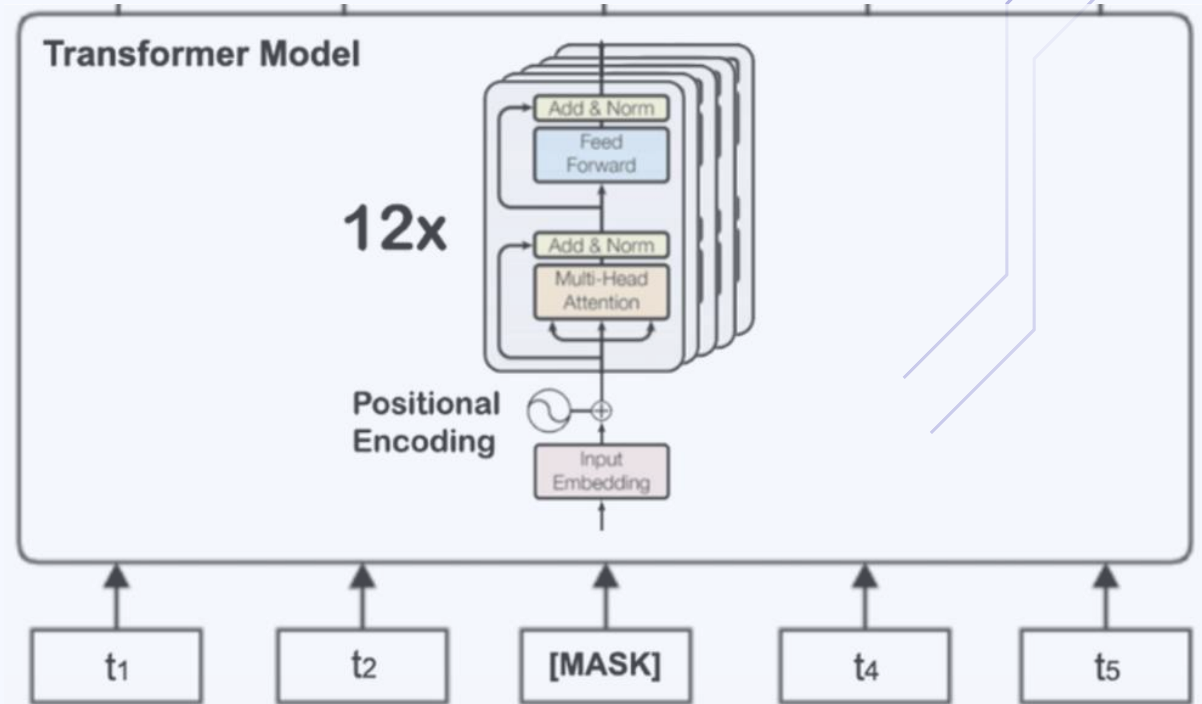 Transformer Model
Add & Norm
Feed
Forward
12x
Add & Norm
Multi-Head
Attention
Positional
Encoding
Input
Embedding
t1
t2
[MASK]
t4
t5